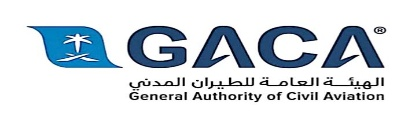 GACA®
الهيئة العامة للطيران المدني
General Authority of Civil Aviation